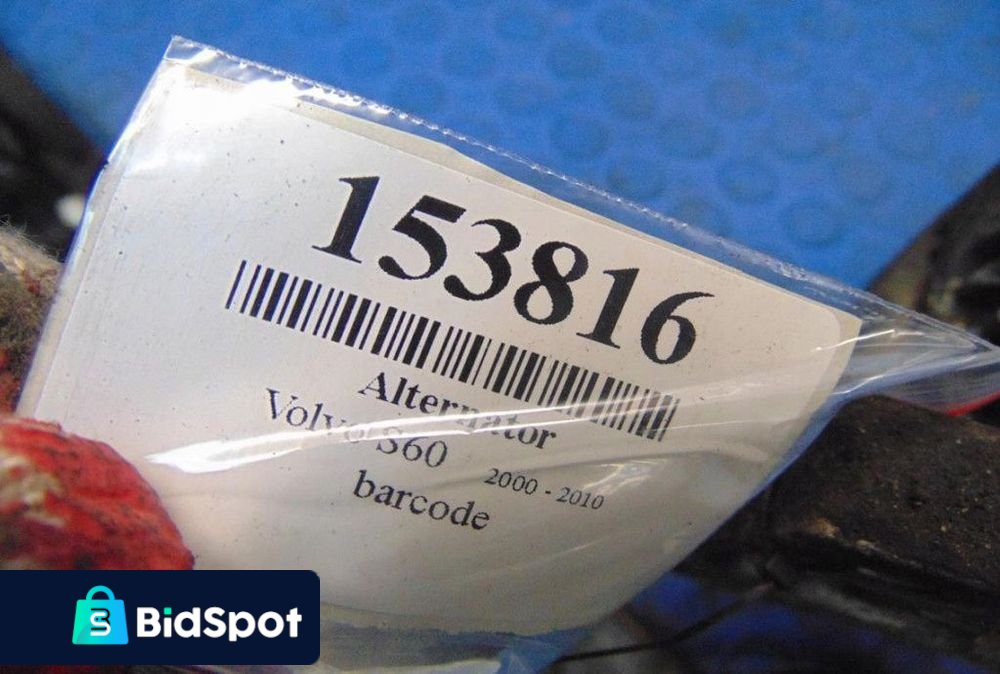 153816
Alternator
Volvo S60 2000 - 2010
barcode
BidSpot